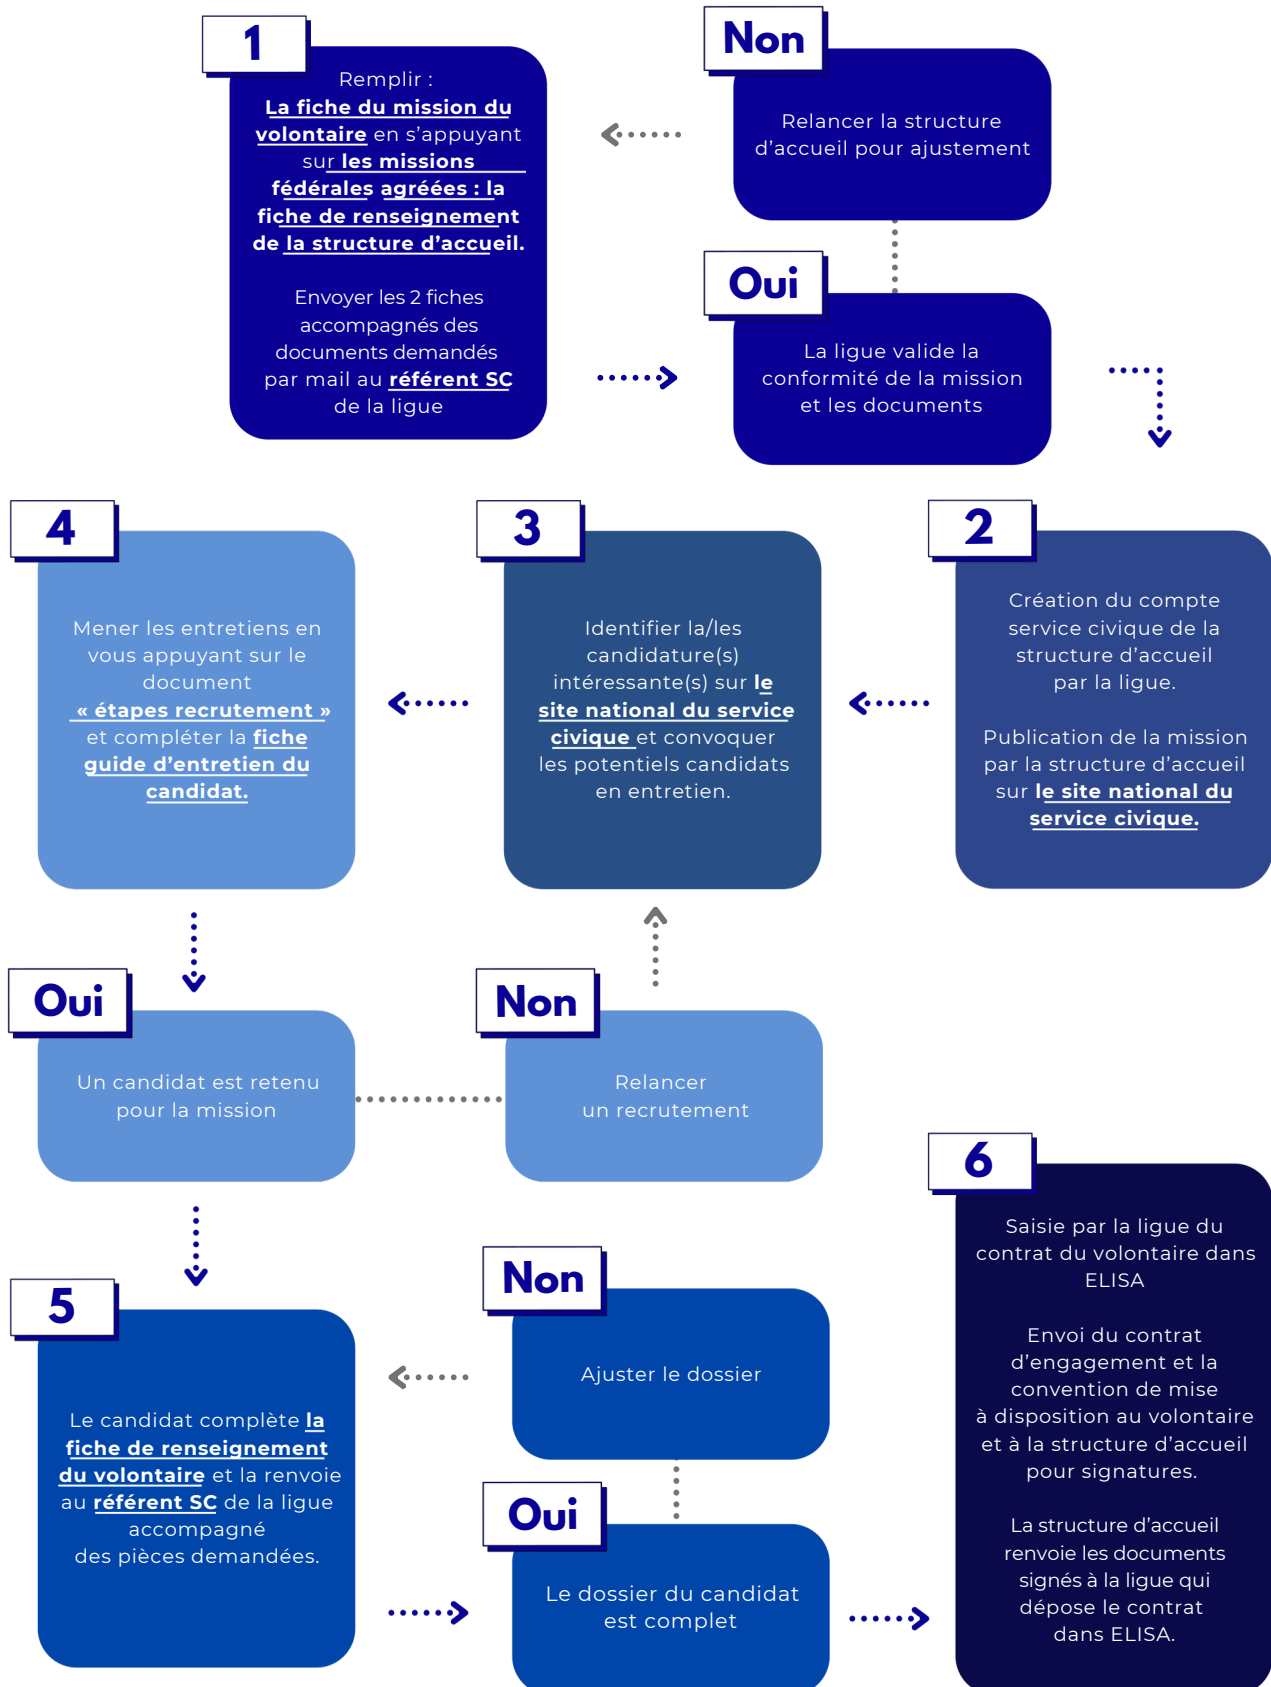 1
Remplir :
La fiche du mission du
volontaire en s’appuyant
sur les missions
fédérales agréées : la
fiche de renseignement
de la structure d’accueil.
Envoyer les 2 fiches
accompagnés des
documents demandés
par mail au référent SC
de la ligue
Non
Relancer la structure
d’accueil pour ajustement
Oui
La ligue valide la
conformité de la mission
et les documents
2
Création du compte
service civique de la
structure d’accueil
par la ligue.
Publication de la mission
par la structure d’accueil
sur le site national du
service civique.
3
Identifier la/les
candidature(s)
intéressante(s) sur le
site national du service
civique et convoquer
les potentiels candidats
en entretien.
4
Mener les entretiens en
vous appuyant sur le
document
« étapes recrutement »
et compléter la fiche
guide d’entretien du
candidat.
Oui
Un candidat est retenu
pour la mission
Non
Relancer
un recrutement
5
Le candidat complète la
fiche de renseignement
du volontaire et la renvoie
au référent SC de la ligue
accompagné
des pièces demandées.
Non
Ajuster le dossier
Oui
Le dossier du candidat
est complet
6
Saisie par la ligue du
contrat du volontaire dans
ELISA
Envoi du contrat
d’engagement et la
convention de mise
à disposition au volontaire
et à la structure d’accueil
pour signatures.
La structure d’accueil
renvoie les documents
signés à la ligue qui
dépose le contrat
dans ELISA.